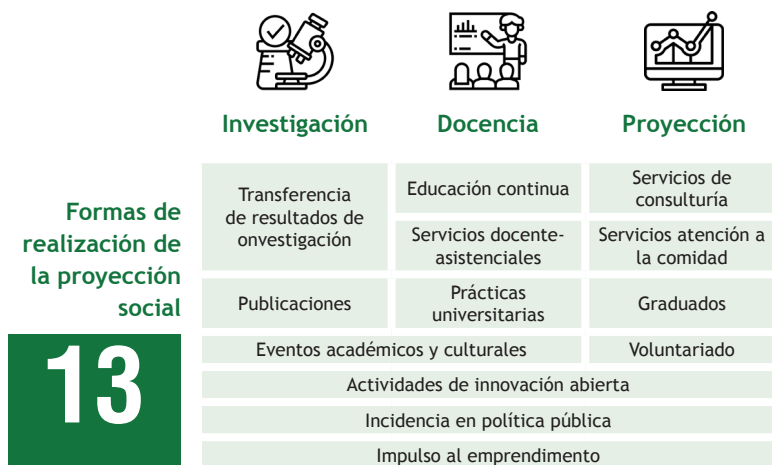 Investigación
Docencia
Proyección
Formas de
realización de
la proyección
social
13
Transferencia
de resultados de
onvestigación
Educación continua
Servicios de
consulturía
Servicios docente-
asistenciales
Servicios atención a
la comidad
Publicaciones
Prácticas
universitarias
Graduados
Eventos académicos y culturales
Voluntariado
Actividades de innovación abierta
Incidencia en política pública
Impulso al emprendimento